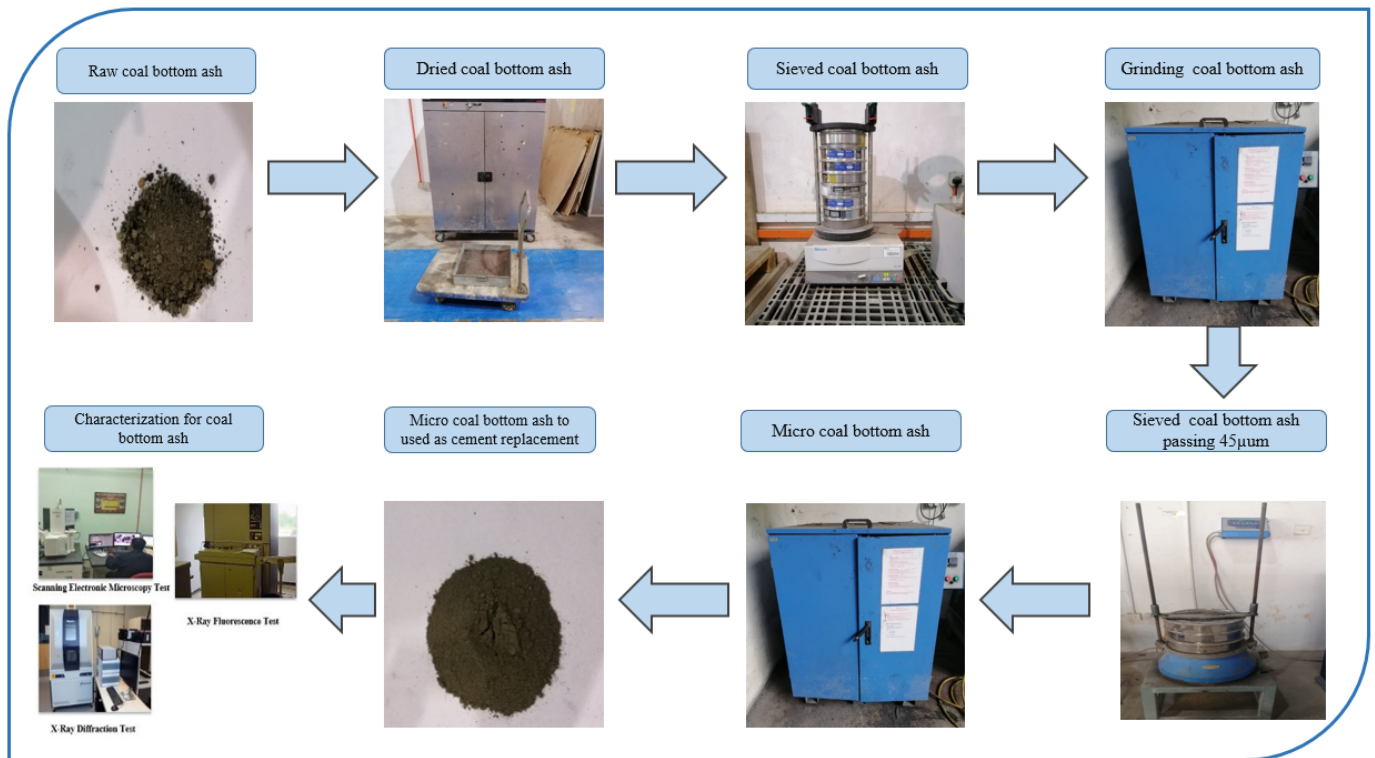 Raw coal bottom ash
Dried coal bottom ash
Sieved coal bottom ash
Grinding coal bottom ash
Sieved coal bottom ash
passing 45µum
Micro coal bottom ash
Micro coal bottom ash to
used as cement replacement
Characterization for coal
bottom ash
Scanning Electronic Microscopy Test
X-Ray Fluorescence Test
X-Ray Diffraction Test